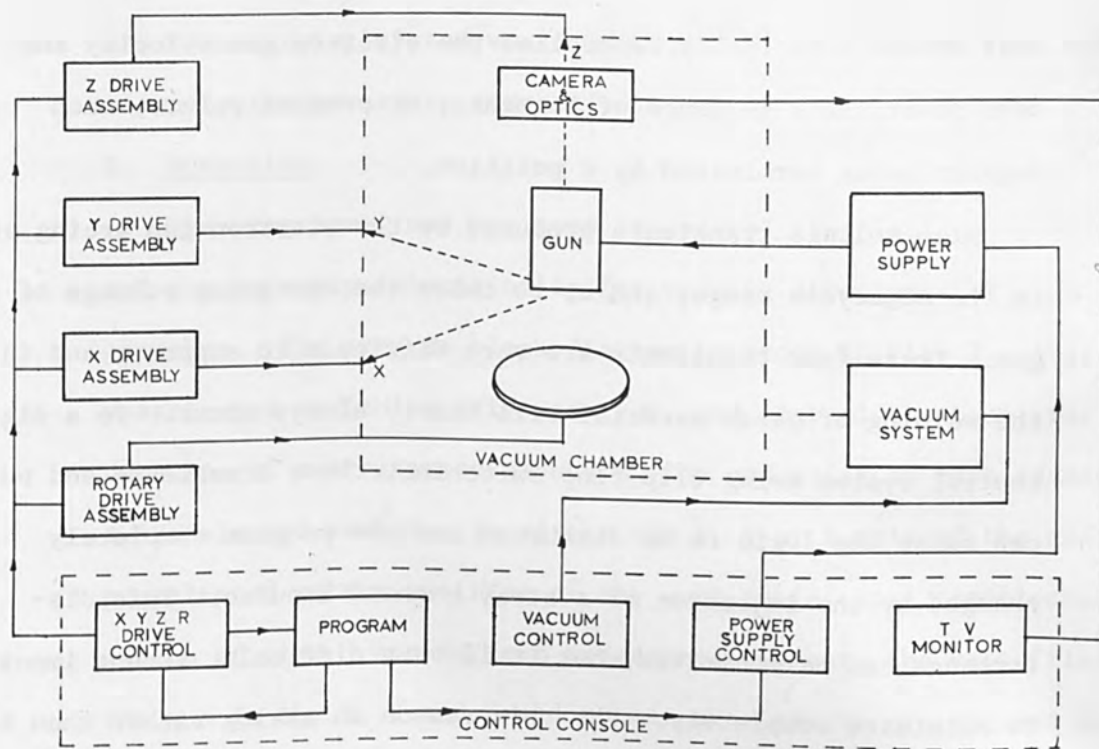 Z DRIVE
ASSEMBLY
Z
CAMERA
&
OPTICS
Y DRIVE
ASSEMBLY
Y
GUN
POWER
SUPPLY
X DRIVE
ASSEMBLY
X
VACUUM
SYSTEM
VACUUM CHAMBER
ROTARY
DRIVE
ASSEMBLY
X Y Z R
DRIVE
CONTROL
PROGRAM
VACUUM
CONTROL
POWER
SUPPLY
CONTROL
T V
MONITOR
CONTROL CONSOLE